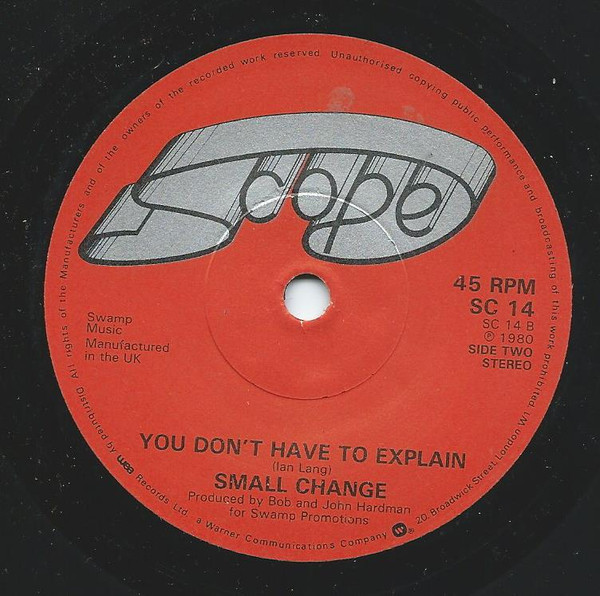 All rights of the Manufacturers and of the owners of the recorded work reserved. Unauthorised copying public performance and broadcasting of this work prohibited
Scope
45 RPM
SC 14
SC 14 B
℗ 1980
SIDE TWO
STEREO
Swamp
Music
Manufactured
in the UK
YOU DON'T HAVE TO EXPLAIN
(Ian Lang)
SMALL CHANGE
Produced by Bob and John Hardman
for Swamp Promotions
Distributed by wea Records Ltd. a Warner Communications Company 20, Broadwick Street, London W1